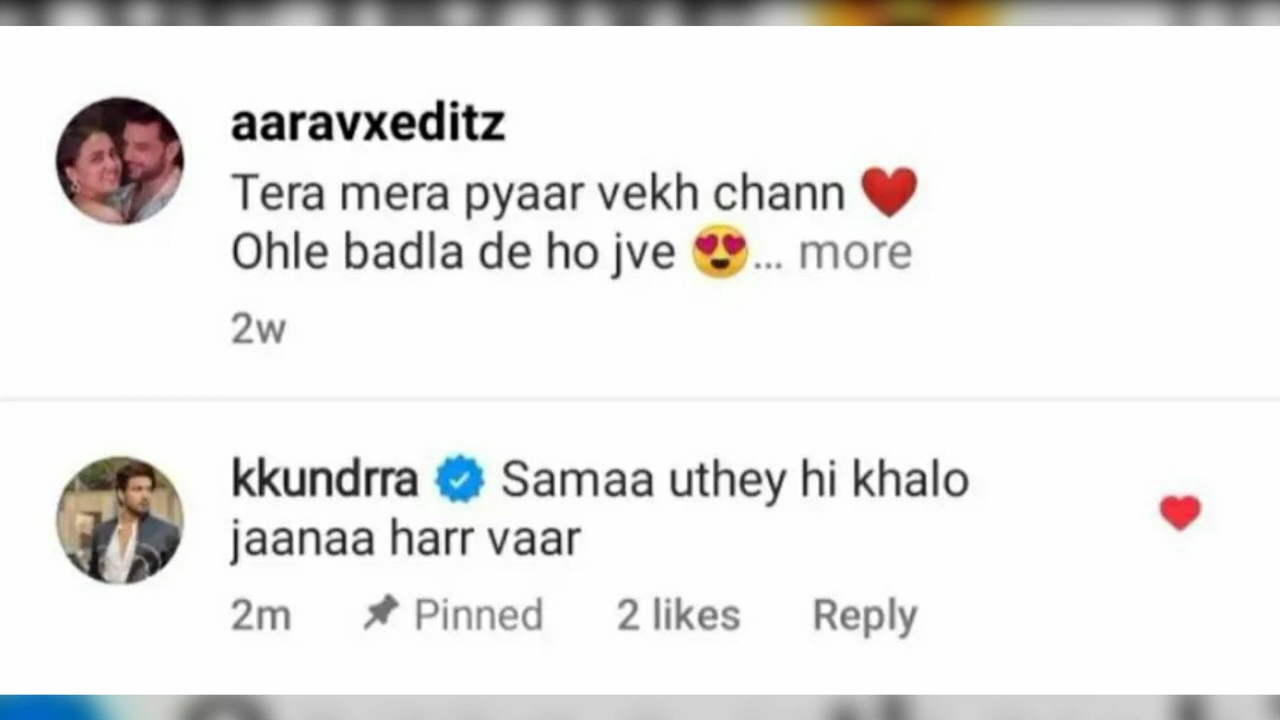 aaravxeditz
Tera mera pyaar vekh chann ❤️
Ohle badla de ho jve 😍... more
2w
kkundrra Samaa uthey hi khalo
jaanaa harr vaar
2m Pinned 2 likes Reply